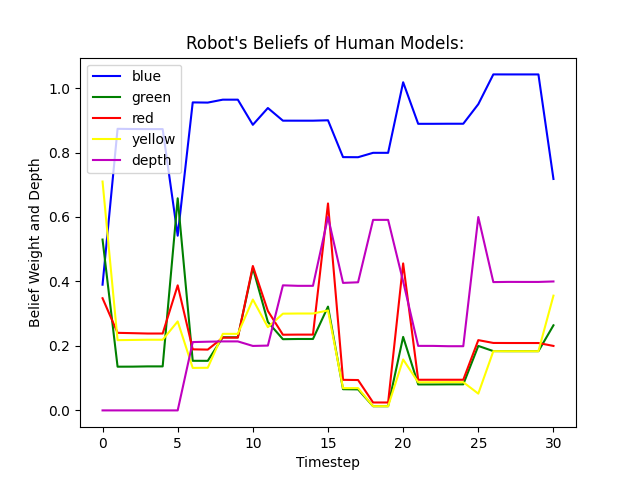 Robot's Beliefs of Human Models:
blue
green
red
yellow
depth
Belief Weight and Depth
1.0
0.8
0.6
0.4
0.2
0.0
0 5 10 15 20 25 30
Timestep